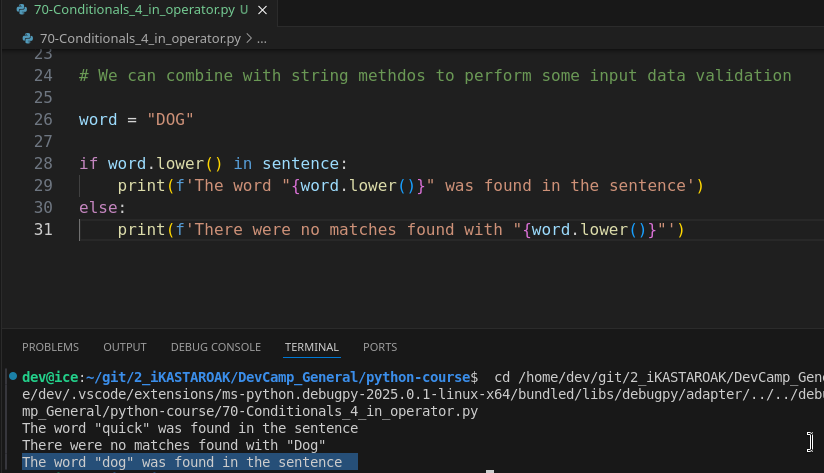 70-Conditionals_4_in_operator.py U
70-Conditionals_4_in_operator.py > ...
23
24 # We can combine with string methdos to perform some input data validation
25
26 word = "DOG"
27
28 if word.lower() in sentence:
29 print(f'The word "{word.lower()}" was found in the sentence')
30 else:
31 print(f'There were no matches found with "{word.lower()}"')
PROBLEMS OUTPUT DEBUG CONSOLE TERMINAL PORTS
dev@ice:~/git/2_iKASTAROAK/DevCamp_General/python-course$ cd /home/dev/git/2_iKASTAROAK/DevCamp_Gene
e/dev/.vscode/extensions/ms-python.debugpy-2025.0.1-linux-x64/bundled/libs/debugpy/adapter/../../debu
mp_General/python-course/70-Conditionals_4_in_operator.py
The word "quick" was found in the sentence
There were no matches found with "Dog"
The word "dog" was found in the sentence